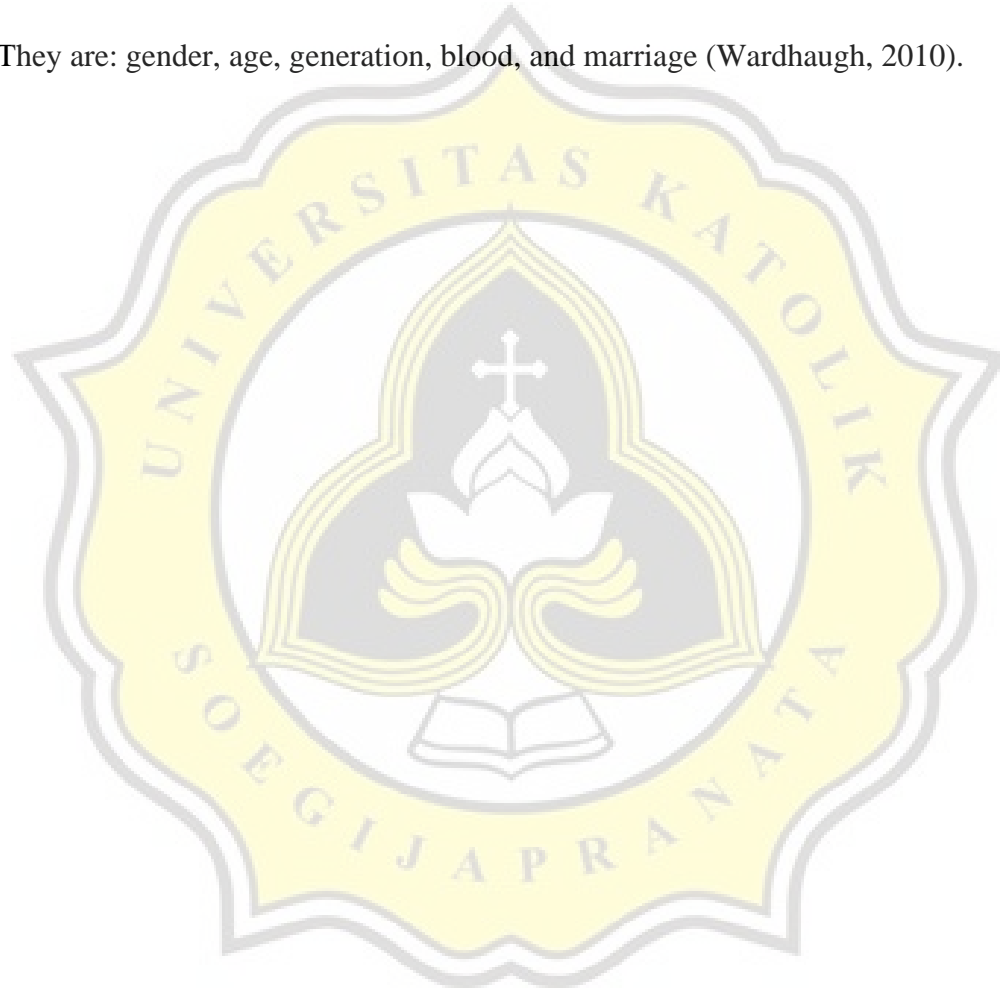 They are: gender, age, generation, blood, and marriage (Wardhaugh, 2010).
UNIVERSITAS KATOLIK
SOEGIJAPRANATA